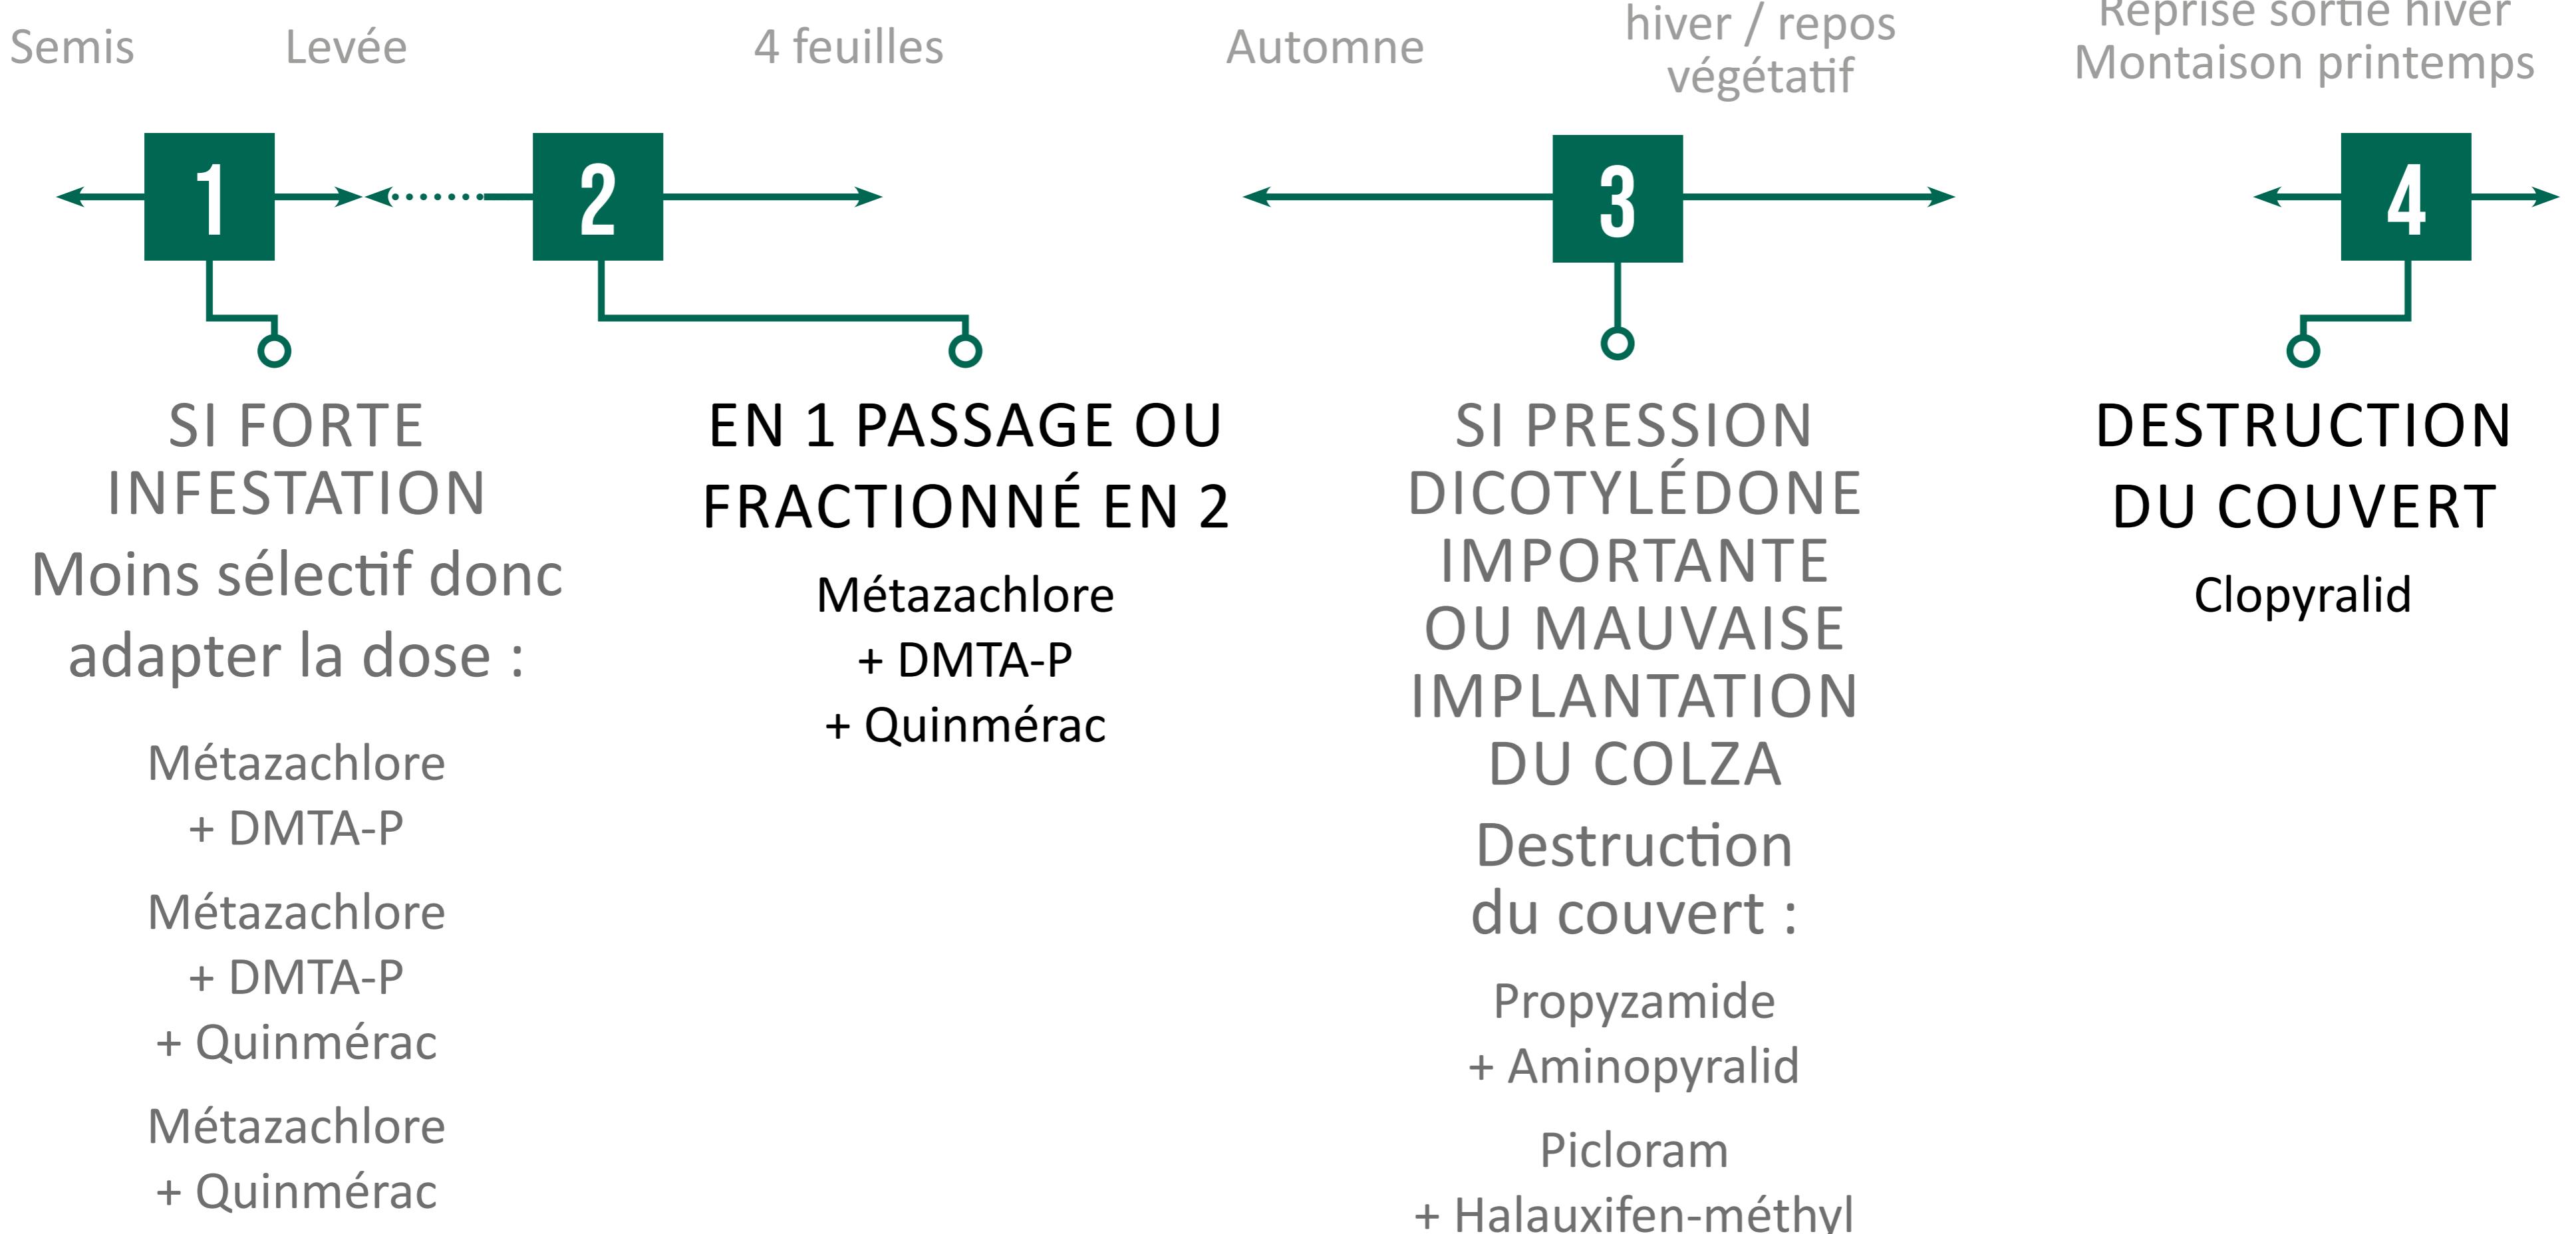 Semis
Levée
4 feuilles
Automne
hiver / repos
végétatif
Reprise sortie hiver
Montaison printemps
1
2
3
4
SI FORTE
INFESTATION
Moins sélectif donc
adapter la dose :
Métazachlore
+ DMTA-P
Métazachlore
+ DMTA-P
+ Quinmérac
Métazachlore
+ Quinmérac
EN 1 PASSAGE OU
FRACTIONNÉ EN 2
Métazachlore
+ DMTA-P
+ Quinmérac
SI PRESSION
DICOTYLÉDONE
IMPORTANTE
OU MAUVAISE
IMPLANTATION
DU COLZA
Destruction
du couvert :
Propyzamide
+ Aminopyralid
Picloram
+ Halauxifen-méthyl
DESTRUCTION
DU COUVERT
Clopyralid